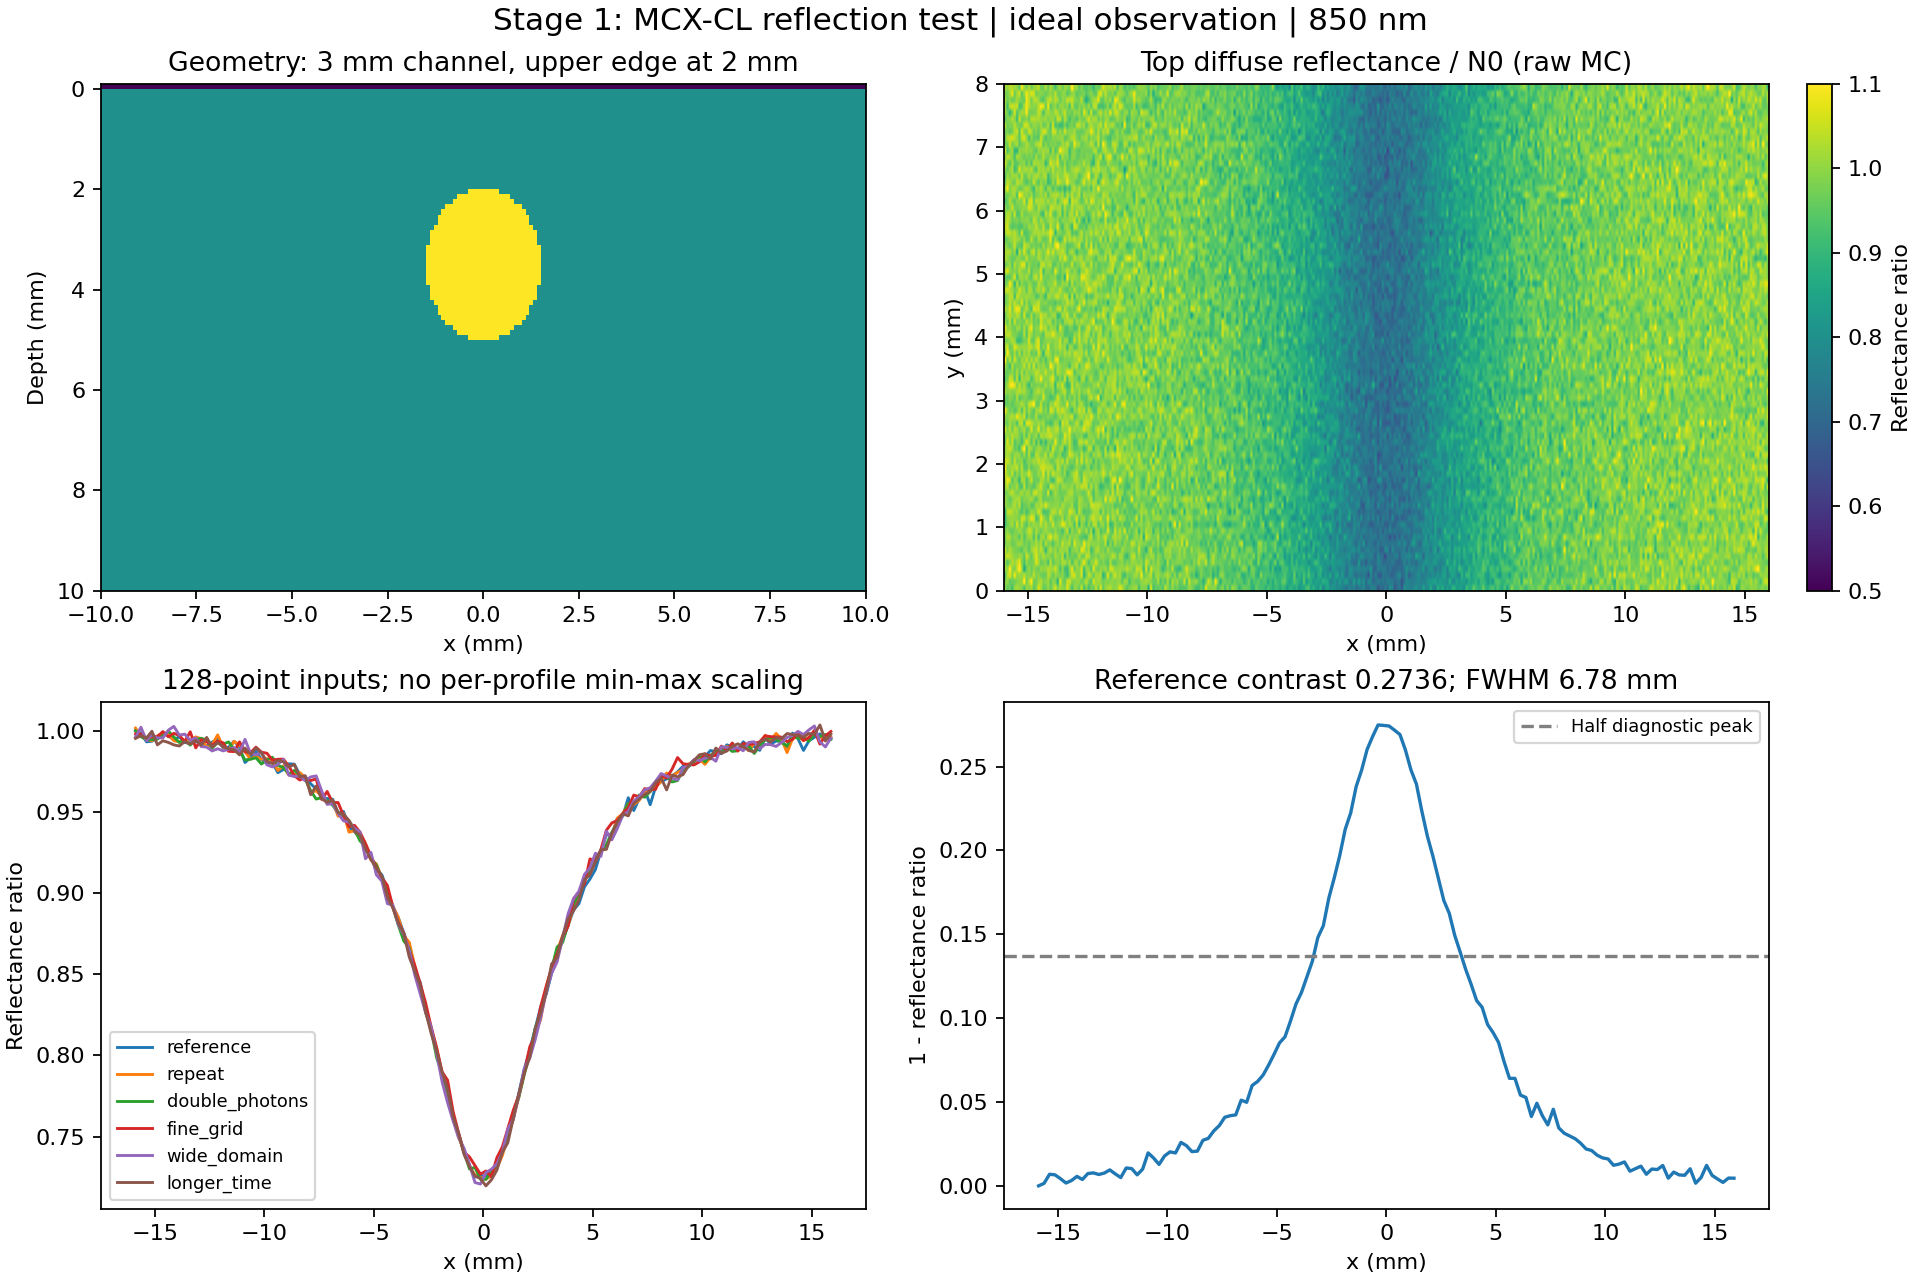 Stage 1: MCX-CL reflection test | ideal observation | 850 nm
Geometry: 3 mm channel, upper edge at 2 mm
0
2
4
6
8
10
Depth (mm)
−10.0 −7.5 −5.0 −2.5 0.0 2.5 5.0 7.5 10.0
x (mm)
Top diffuse reflectance / N0 (raw MC)
8
7
6
5
4
3
2
1
0
y (mm)
−15 −10 −5 0 5 10 15
x (mm)
1.1
1.0
0.9
0.8
0.7
0.6
0.5
Reflectance ratio
128-point inputs; no per-profile min-max scaling
1.00
0.95
0.90
0.85
0.80
0.75
Reflectance ratio
reference
repeat
double_photons
fine_grid
wide_domain
longer_time
−15 −10 −5 0 5 10 15
x (mm)
Reference contrast 0.2736; FWHM 6.78 mm
Half diagnostic peak
0.25
0.20
0.15
0.10
0.05
0.00
1 - reflectance ratio
−15 −10 −5 0 5 10 15
x (mm)